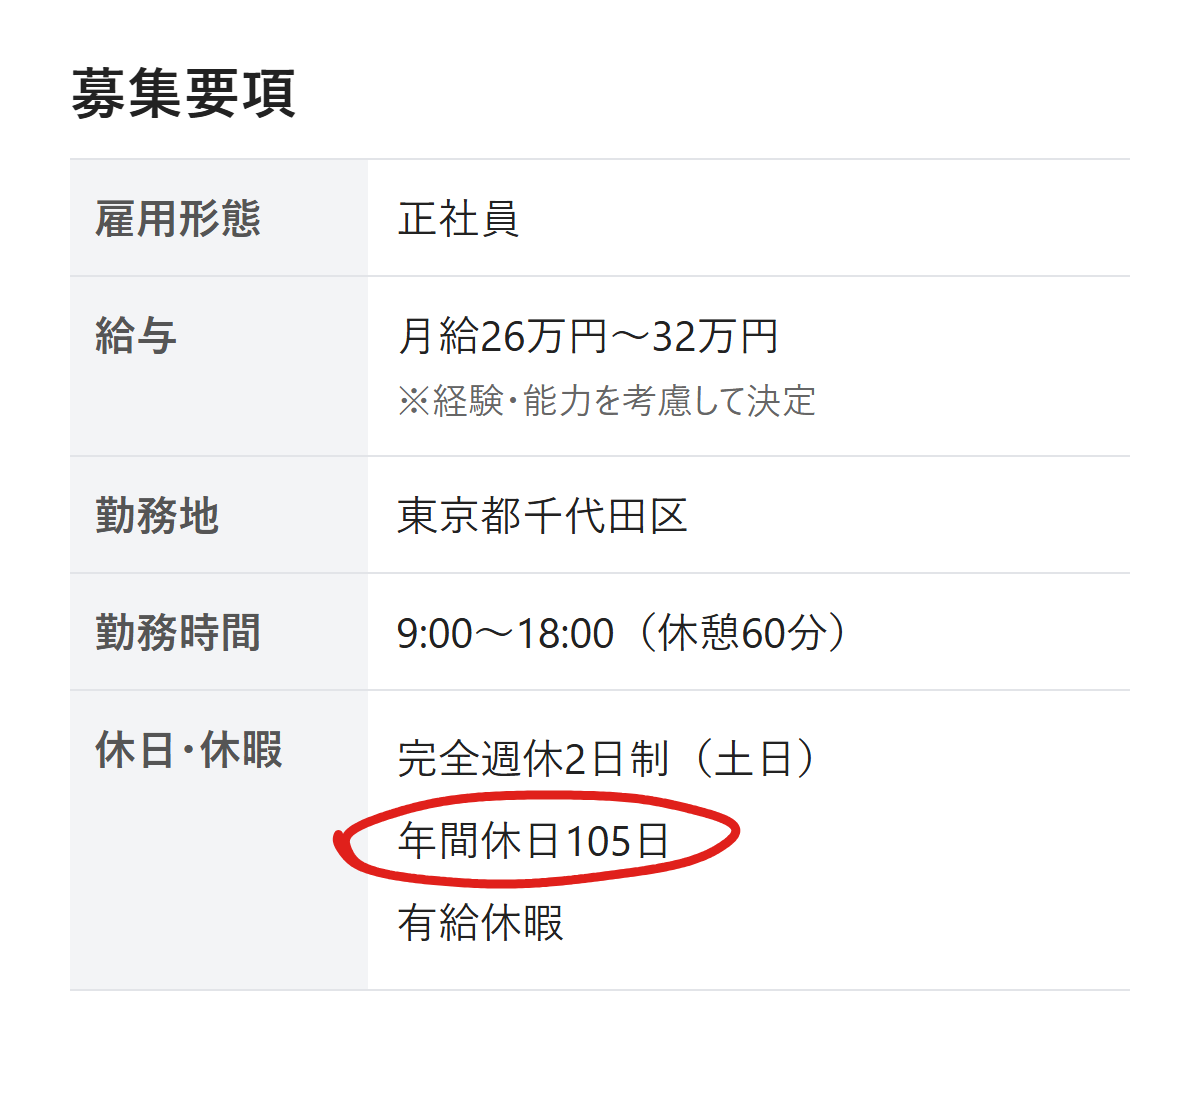 募集要項
雇用形態 正社員
給与 月給26万円～32万円
※経験・能力を考慮して決定
勤務地 東京都千代田区
勤務時間 9:00～18:00（休憩60分）
休日・休暇 完全週休2日制（土日）
年間休日105日
有給休暇